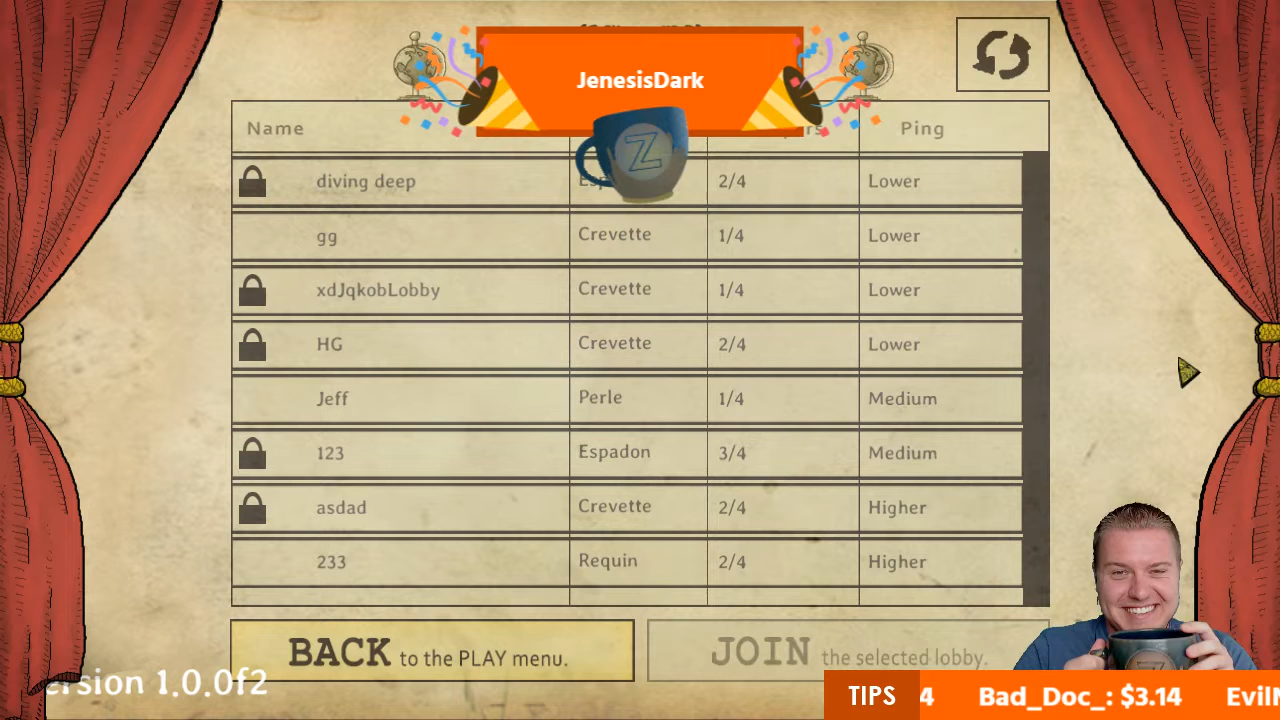 JenesisDark
Name Ping
Z
diving deep 2/4 Lower
gg Crevette 1/4 Lower
xdJqkobLobby Crevette 1/4 Lower
HG Crevette 2/4 Lower
Jeff Perle 1/4 Medium
123 Espadon 3/4 Medium
asdad Crevette 2/4 Higher
233 Requin 2/4 Higher
BACK to the PLAY menu. JOIN the selected lobby.
ersion 1.0.0f2
Z
TIPS 4 Bad_Doc_: $3.14